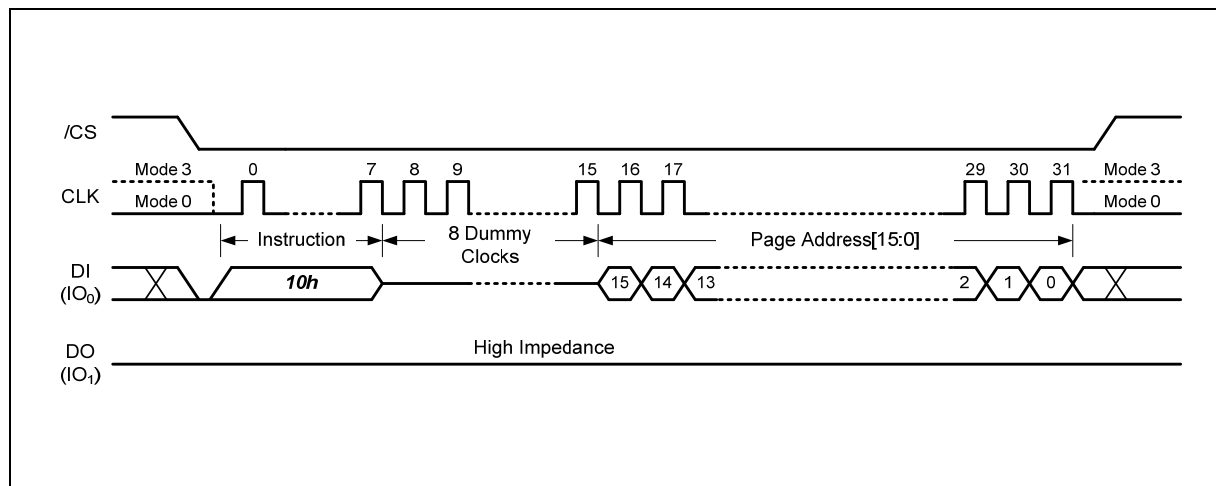 /CS
Mode 3 0 7 8 9 15 16 17 29 30 31 Mode 3
CLK
Mode 0 Mode 0
Instruction 8 Dummy Clocks Page Address[15:0]
DI
(IO0) 10h 15 14 13 2 1 0
DO
(IO1) High Impedance